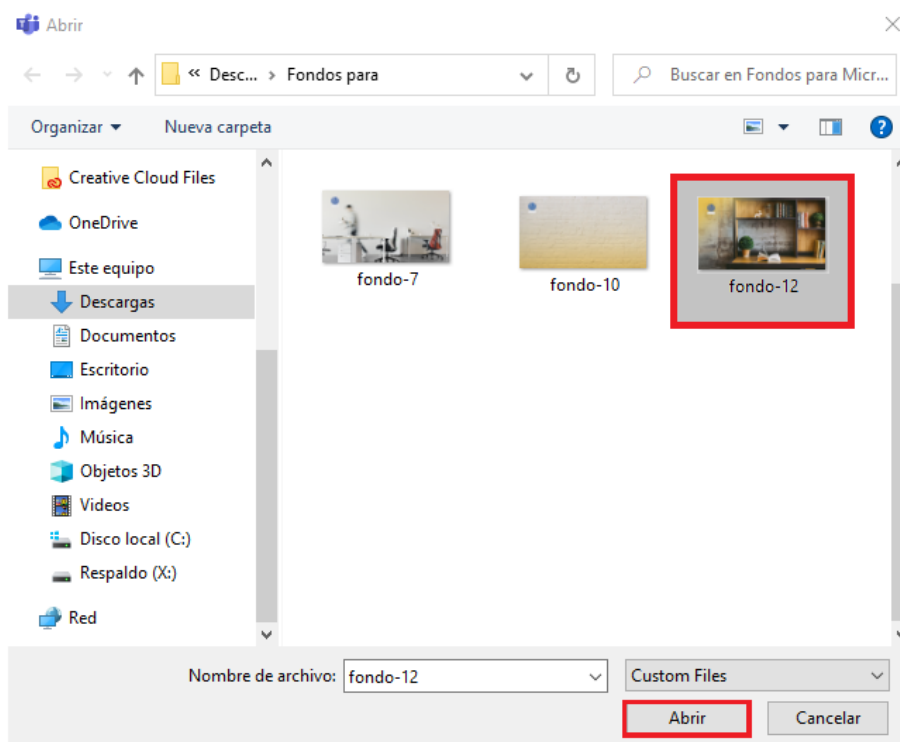 Abrir
« Desc... › Fondos para
Buscar en Fondos para Micr...
Organizar
Nueva carpeta
?
Creative Cloud Files
OneDrive
Este equipo
Descargas
Documentos
Escritorio
Imágenes
Música
Objetos 3D
Videos
Disco local (C:)
Respaldo (X:)
Red
fondo-7
fondo-10
fondo-12
Nombre de archivo: fondo-12
Custom Files
Abrir
Cancelar